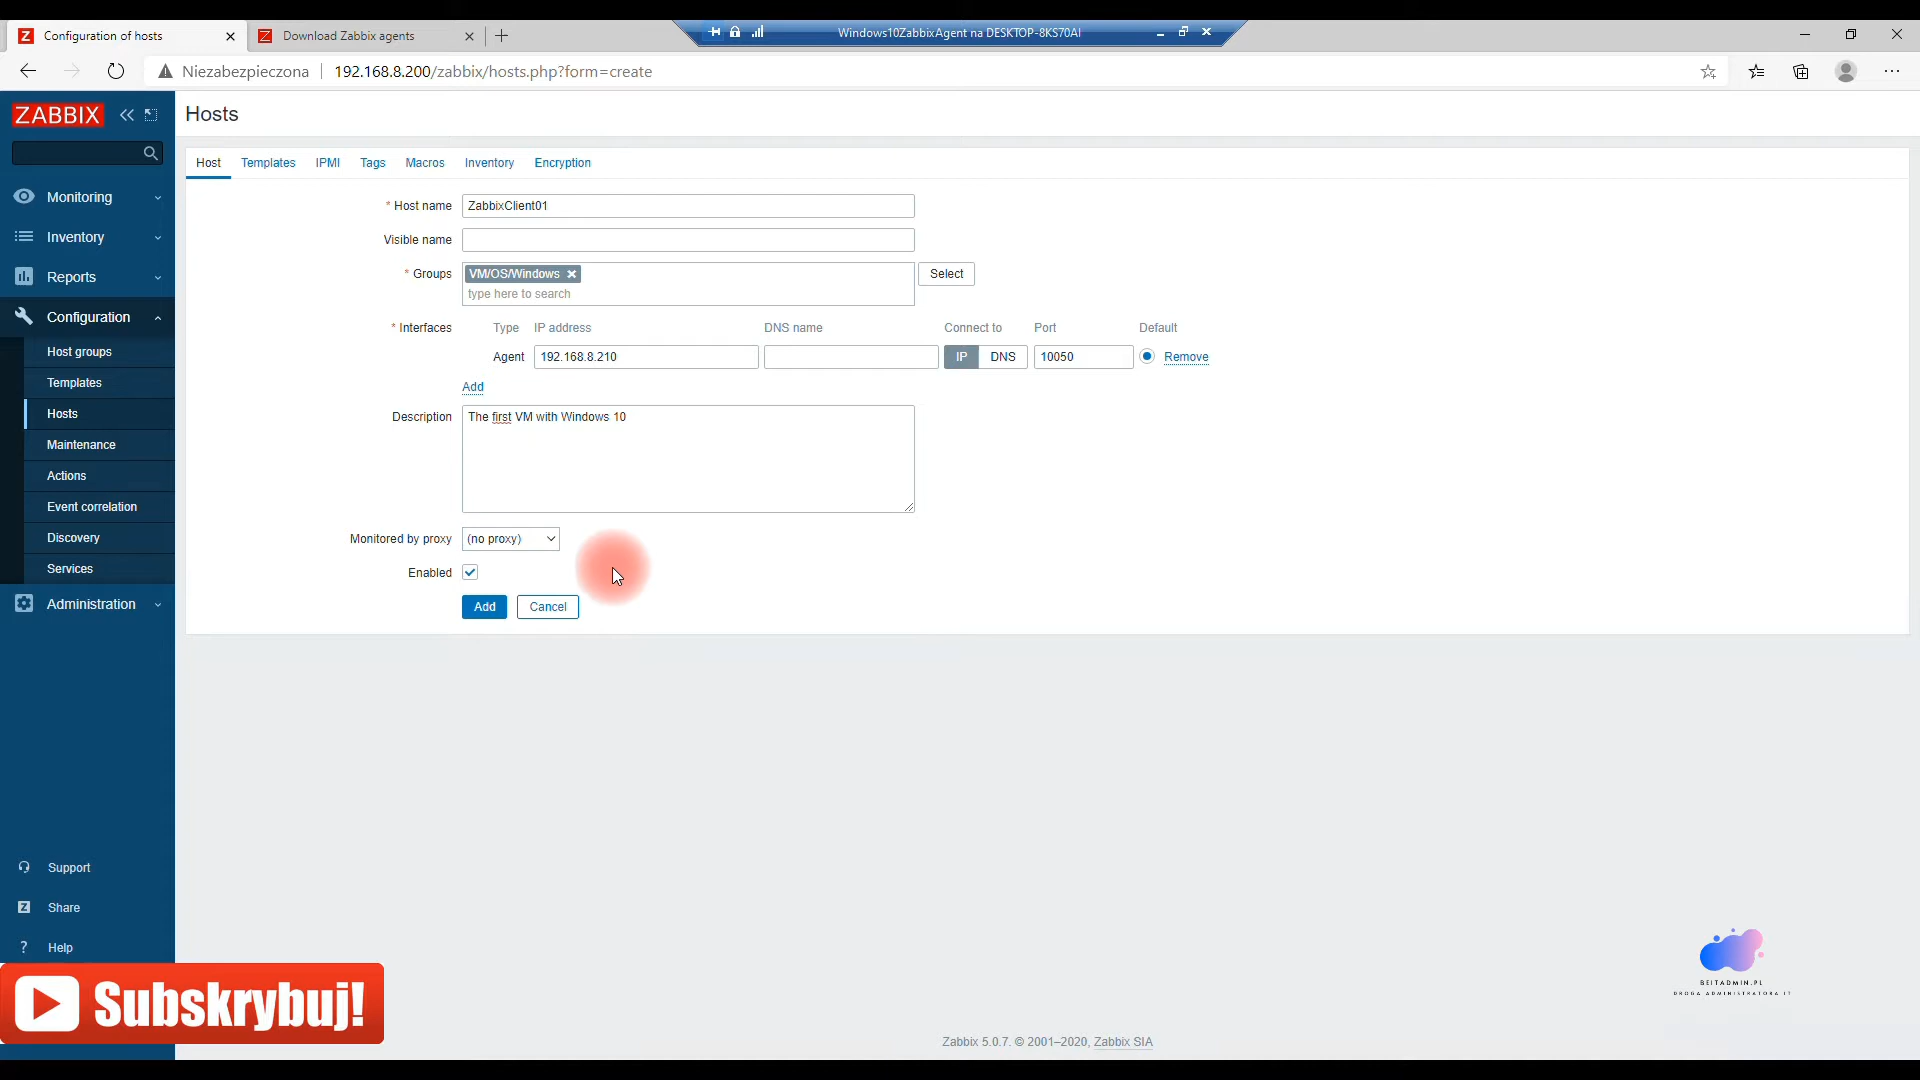 Configuration of hosts
Download Zabbix agents
Windows10ZabbixAgent na DESKTOP-8KS70AI
Niezabezpieczona
192.168.8.200/zabbix/hosts.php?form=create
ZABBIX
Hosts
Host Templates IPMI Tags Macros Inventory Encryption
Monitoring
Inventory
Reports
Configuration
Host groups
Templates
Hosts
Maintenance
Actions
Event correlation
Discovery
Services
Administration
Support
Share
Help
* Host name ZabbixClient01
Visible name
* Groups VM/OS/Windows Select
type here to search
* Interfaces Type IP address DNS name Connect to Port Default
Agent 192.168.8.210 IP DNS 10050 Remove
Add
Description The first VM with Windows 10
Monitored by proxy (no proxy)
Enabled
Add Cancel
Subskrybuj!
BEITADMIN.PL
DROGA ADMINISTRATORA IT
Zabbix 5.0.7. © 2001–2020, Zabbix SIA